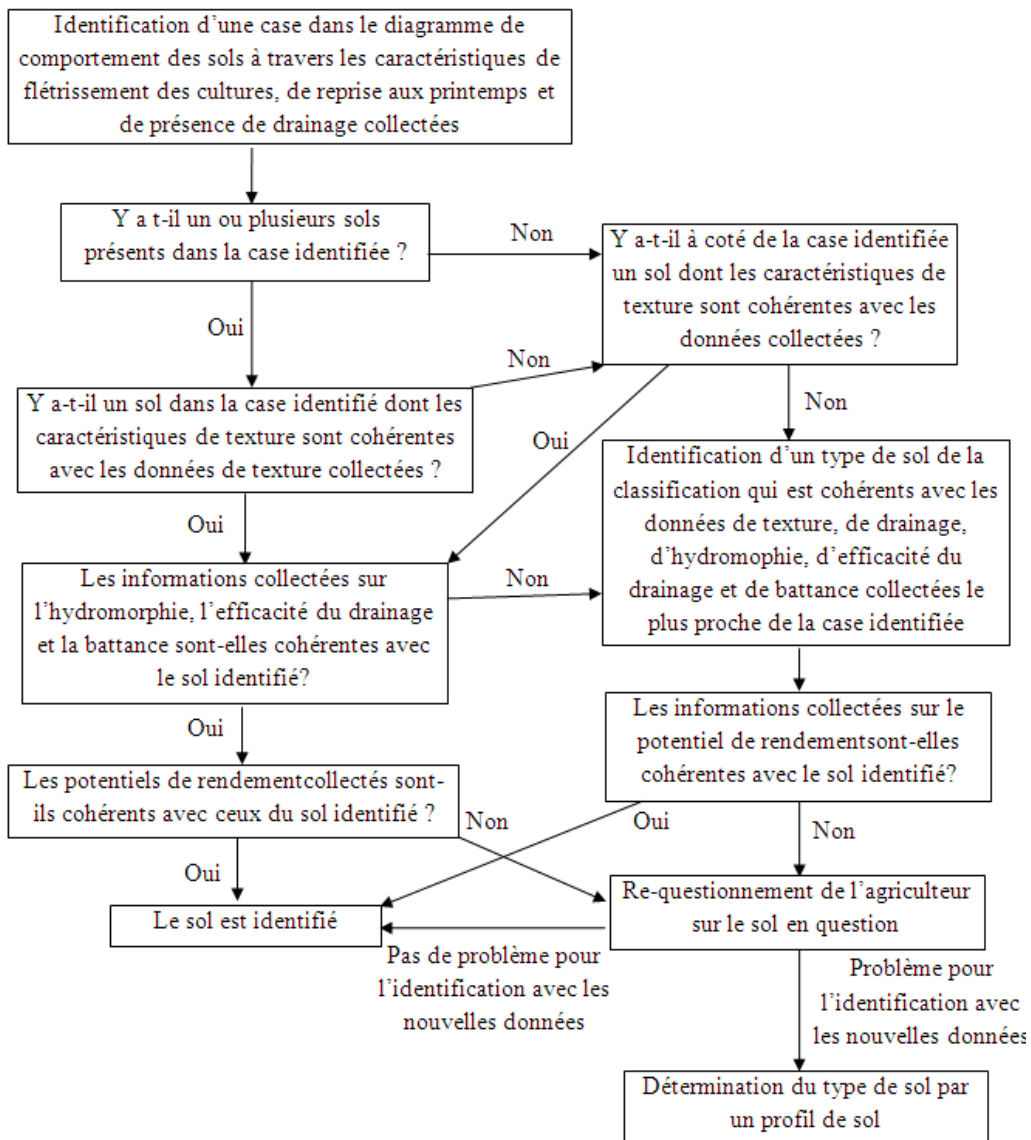 Identification d'une case dans le diagramme de
comportement des sols à travers les caractéristiques de
flétrissement des cultures, de reprise aux printemps et
de présence de drainage collectées
Y a t-il un ou plusieurs sols
présents dans la case identifiée ?
Non
Y a-t-il à coté de la case identifiée
un sol dont les caractéristiques de
texture sont cohérentes avec les
données collectées ?
Oui
Non
Y a-t-il un sol dans la case identifié dont les
caractéristiques de texture sont cohérentes
avec les données de texture collectées ?
Oui
Non
Identification d'un type de sol de la
classification qui est cohérents avec les
données de texture, de drainage,
d'hydromophie, d'efficacité du
drainage et de battance collectées le
plus proche de la case identifiée
Oui
Les informations collectées sur
l'hydromorphie, l'efficacité du drainage
et la battance sont-elles cohérentes avec
le sol identifié?
Non
Les informations collectées sur le
potentiel de rendementsont-elles
cohérentes avec le sol identifié?
Oui
Les potentiels de rendementcollectés sont-
ils cohérents avec ceux du sol identifié ?
Non
Oui
Non
Oui
Le sol est identifié
Re-questionnement de l'agriculteur
sur le sol en question
Pas de problème pour
l'identification avec les
nouvelles données
Problème pour
l'identification avec
les nouvelles données
Détermination du type de sol par
un profil de sol